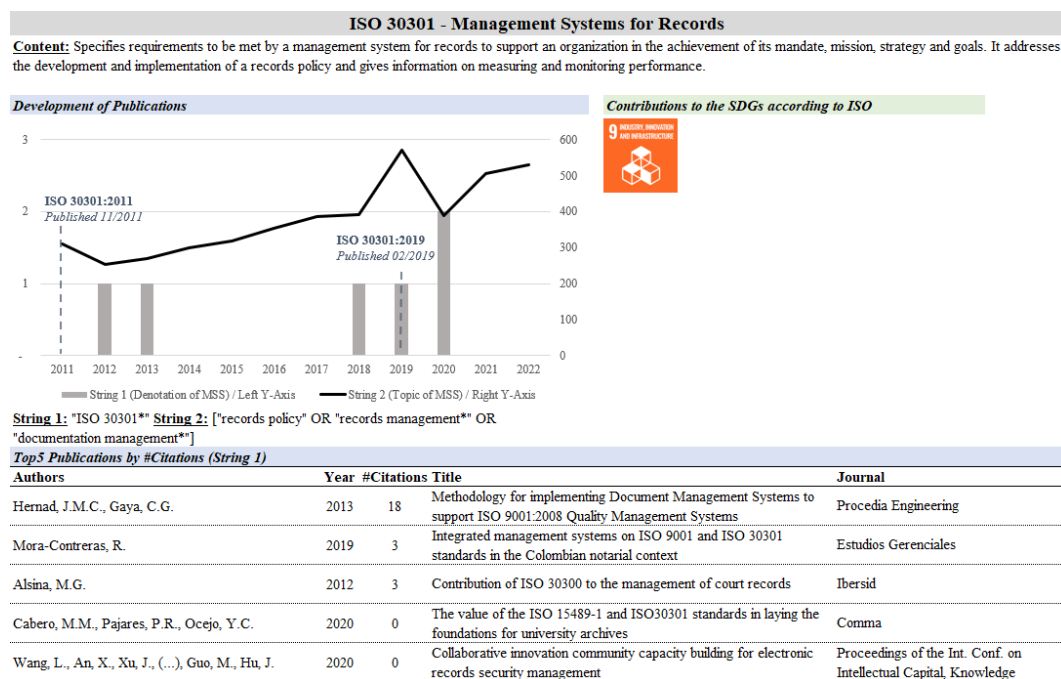 ISO 30301 - Management Systems for Records
Content: Specifies requirements to be met by a management system for records to support an organization in the achievement of its mandate, mission, strategy and goals. It addresses
the development and implementation of a records policy and gives information on measuring and monitoring performance.
Development of Publications
Contributions to the SDGs according to ISO
9 INDUSTRY, INNOVATION
AND INFRASTRUCTURE
3
600
500
ISO 30301:2011
Published 11/2011
2
400
ISO 30301:2019
Published 02/2019
300
1
200
100
-
0
2011 2012 2013 2014 2015 2016 2017 2018 2019 2020 2021 2022
String 1 (Denotation of MSS) / Left Y-Axis
String 2 (Topic of MSS) / Right Y-Axis
String 1: "ISO 30301*" String 2: ["records policy" OR "records management*" OR
"documentation management*"]
Top5 Publications by #Citations (String 1)
Authors Year #Citations Title Journal
Hernad, J.M.C., Gaya, C.G. 2013 18 Methodology for implementing Document Management Systems to Procedia Engineering
support ISO 9001:2008 Quality Management Systems
Mora-Contreras, R. 2019 3 Integrated management systems on ISO 9001 and ISO 30301 Estudios Gerenciales
standards in the Colombian notarial context
Alsina, M.G. 2012 3 Contribution of ISO 30300 to the management of court records Ibersid
Cabero, M.M., Pajares, P.R., Ocejo, Y.C. 2020 0 The value of the ISO 15489-1 and ISO30301 standards in laying the Comma
foundations for university archives
Wang, L., An, X., Xu, J., (...), Guo, M., Hu, J. 2020 0 Collaborative innovation community capacity building for electronic Proceedings of the Int. Conf. on
records security management Intellectual Capital, Knowledge